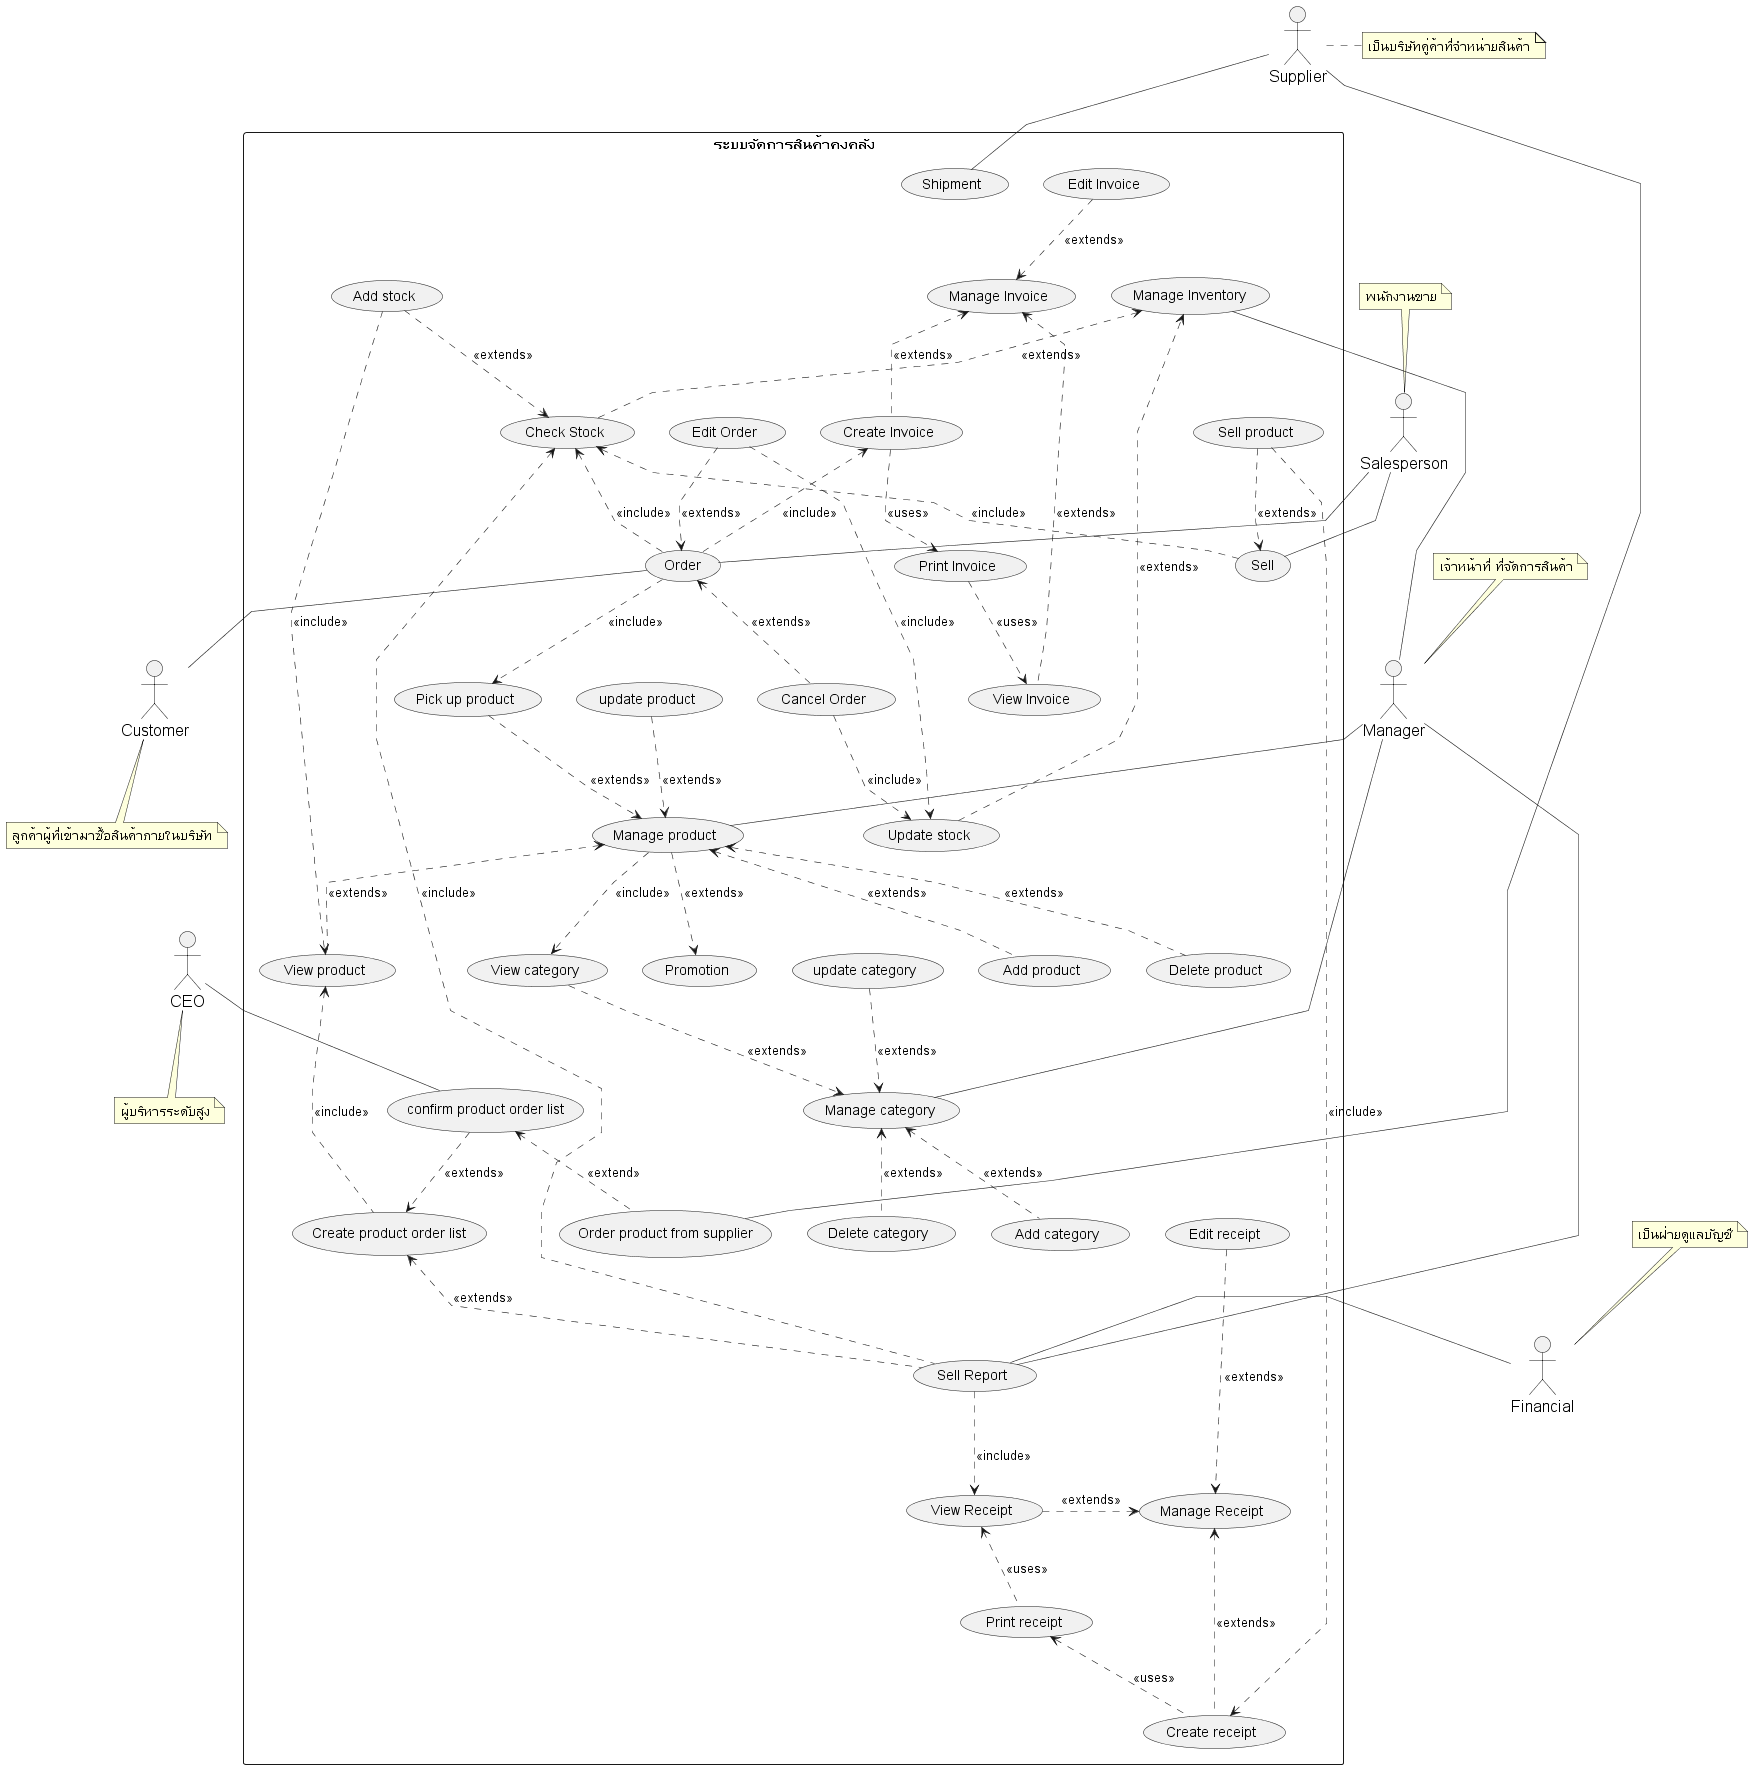 Supplier
เป็นบริษัทคู่ค้าที่จำหน่ายสินค้า
ระบบจัดการสินค้าคงคลัง
Shipment
Edit Invoice
«extends»
Add stock
Manage Invoice
Manage Inventory
พนักงานขาย
«extends»
«extends»
«extends»
Check Stock
Edit Order
Create Invoice
Sell product
Salesperson
«include»
«extends»
«include»
«uses»
«include»
«extends»
«extends»
Order
Print Invoice
«extends»
Sell
เจ้าหน้าที่ ที่จัดการสินค้า
«include»
«include»
«extends»
«include»
«uses»
Pick up product
update product
Cancel Order
View Invoice
Customer
Manager
«extends»
«extends»
«include»
ลูกค้าผู้ที่เข้ามาซื้อสินค้าภายในบริษัท
Manage product
Update stock
«extends»
«include»
«include»
«extends»
«extends»
«extends»
View product
View category
Promotion
update category
Add product
Delete product
CEO
«extends»
«extends»
ผู้บริหารระดับสูง
«include»
confirm product order list
Manage category
«include»
«extends»
«extend»
«extends»
«extends»
Create product order list
Order product from supplier
Delete category
Add category
Edit receipt
เป็นฝ่ายดูแลบัญชี
«extends»
Sell Report
«extends»
Financial
«include»
View Receipt
«extends»
Manage Receipt
«uses»
Print receipt
«extends»
«uses»
Create receipt